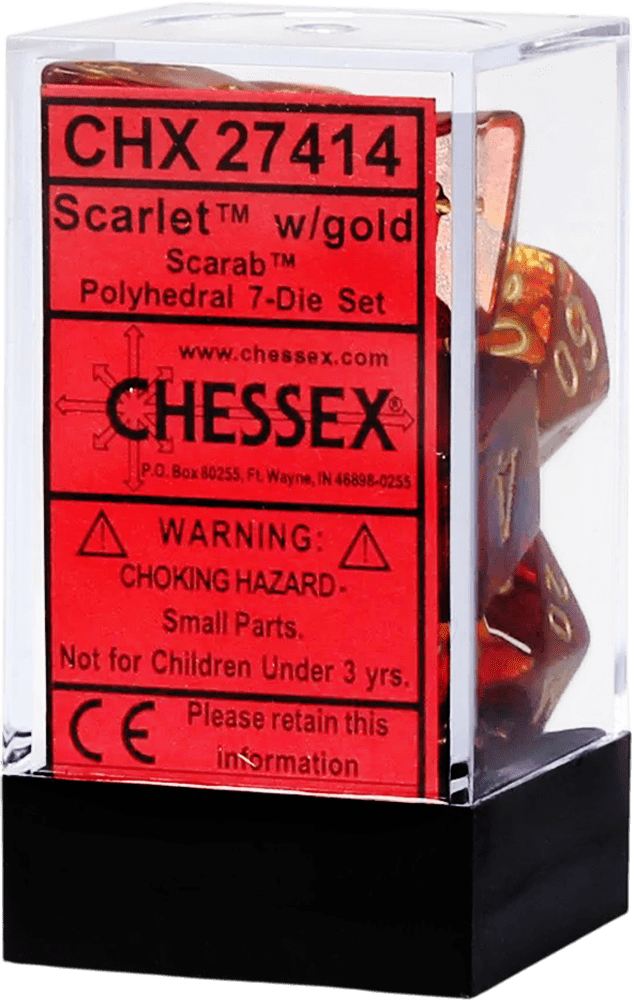 CHX 27414
Scarlet™ w/gold
Scarab™
Polyhedral 7-Die Set
www.chessex.com
CHESSEX®
P.O. Box 80255, Ft. Wayne, IN 46898-0255
WARNING:
CHOKING HAZARD-
Small Parts.
Not for Children Under 3 yrs.
CE Please retain this
information